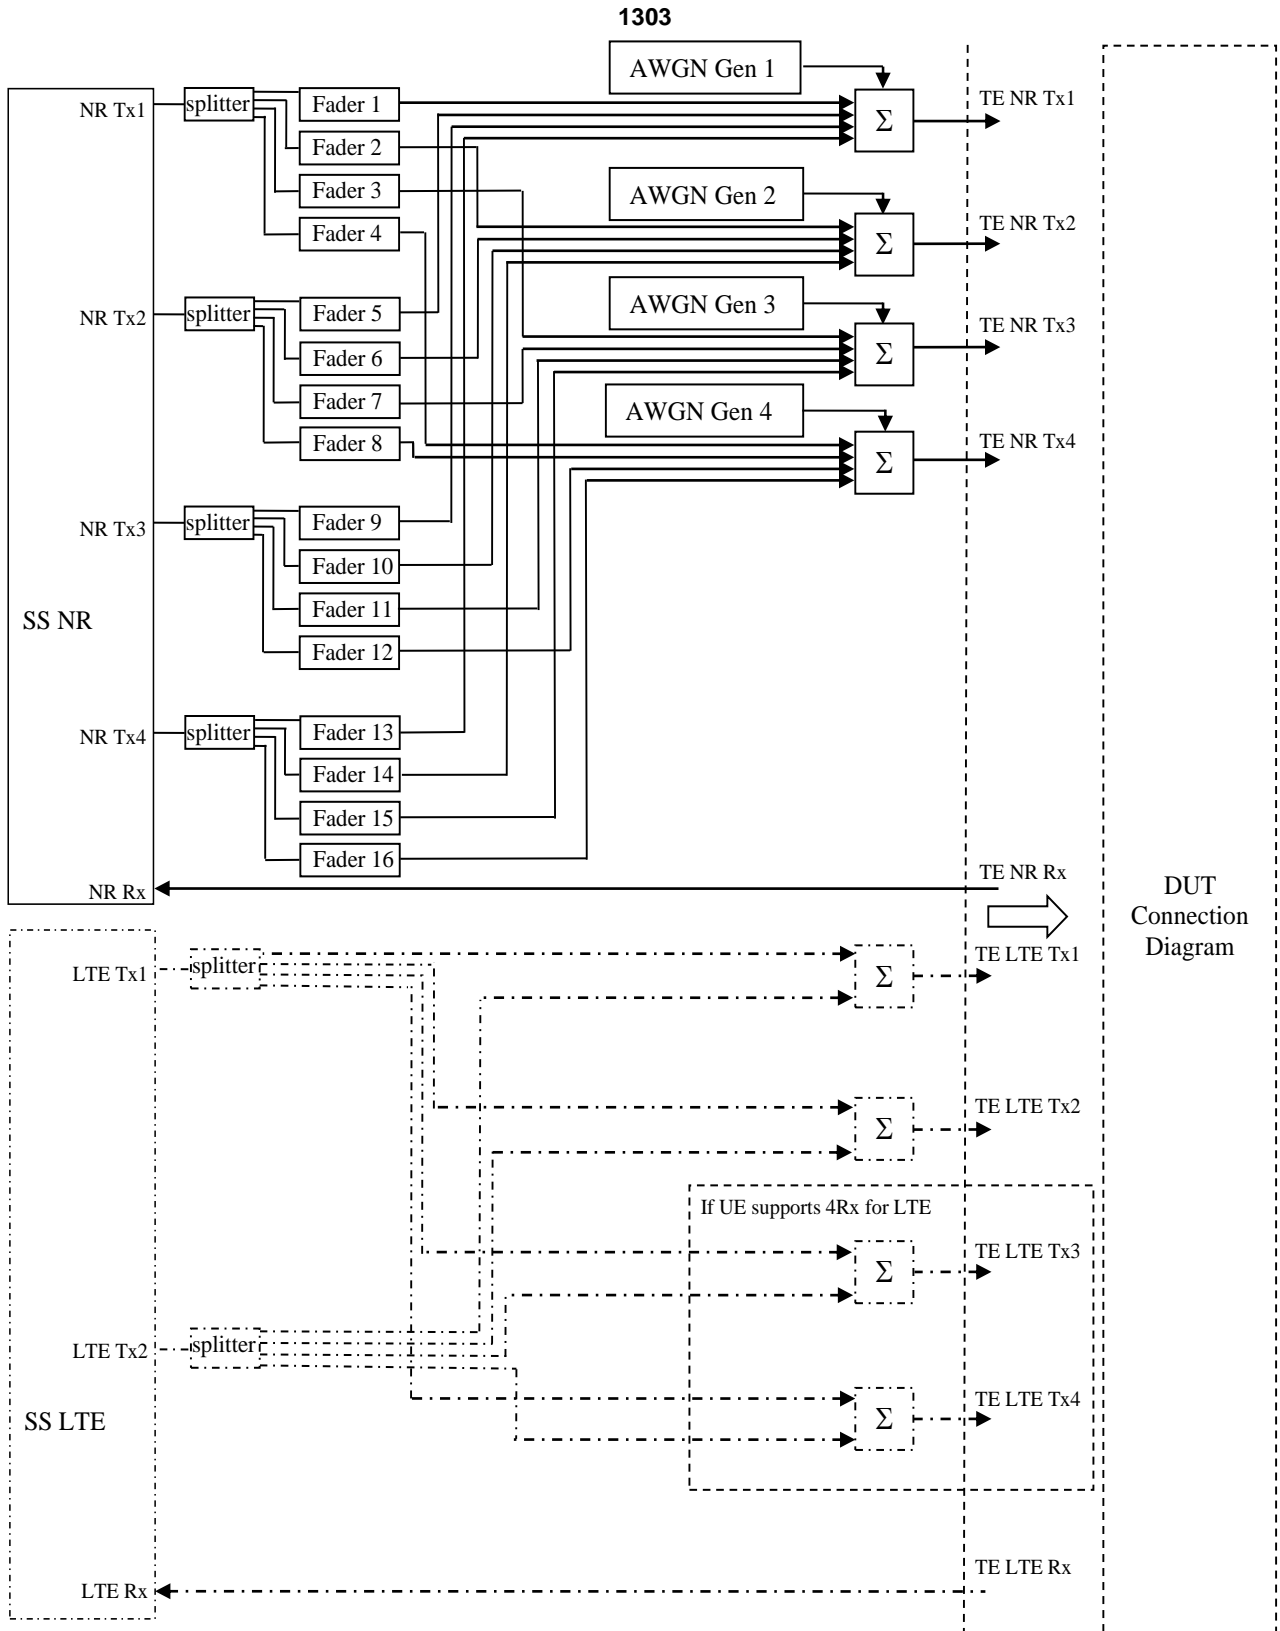 1303
AWGN Gen 1
TE NR Tx1
NR Tx1
splitter
Fader 1
Σ
Fader 2
Fader 3
Fader 4
AWGN Gen 2
TE NR Tx2
Σ
NR Tx2
splitter
Fader 5
Fader 6
Fader 7
Fader 8
AWGN Gen 3
TE NR Tx3
Σ
AWGN Gen 4
TE NR Tx4
Σ
NR Tx3
splitter
Fader 9
Fader 10
Fader 11
Fader 12
SS NR
NR Tx4
splitter
Fader 13
Fader 14
Fader 15
Fader 16
NR Rx
TE NR Rx
DUT
Connection
Diagram
LTE Tx1
splitter
Σ
TE LTE Tx1
Σ
TE LTE Tx2
If UE supports 4Rx for LTE
Σ
TE LTE Tx3
LTE Tx2
splitter
Σ
TE LTE Tx4
SS LTE
LTE Rx
TE LTE Rx